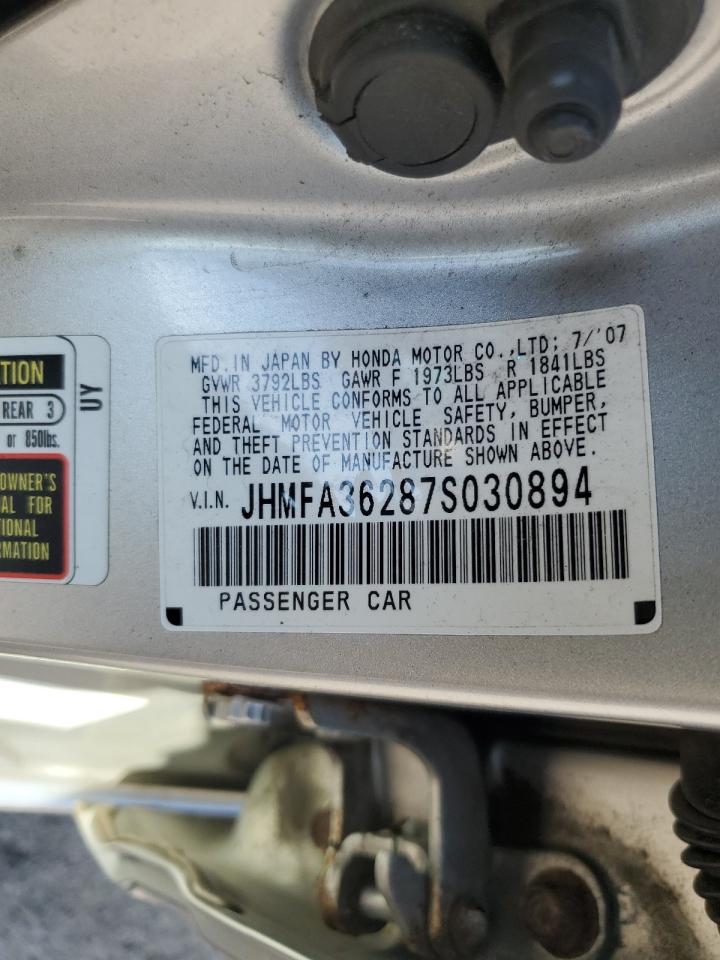 TION
REAR 3
or 850lbs.
OWNER'S
AL FOR
TIONAL
RMATION
UY
MFD. IN JAPAN BY HONDA MOTOR CO.,LTD; 7/'07
GVWR 3792LBS GAWR F 1973LBS R 1841LBS
THIS VEHICLE CONFORMS TO ALL APPLICABLE
FEDERAL MOTOR VEHICLE SAFETY, BUMPER,
AND THEFT PREVENTION STANDARDS IN EFFECT
ON THE DATE OF MANUFACTURE SHOWN ABOVE.
V.I.N. JHMFA36287S030894
PASSENGER CAR